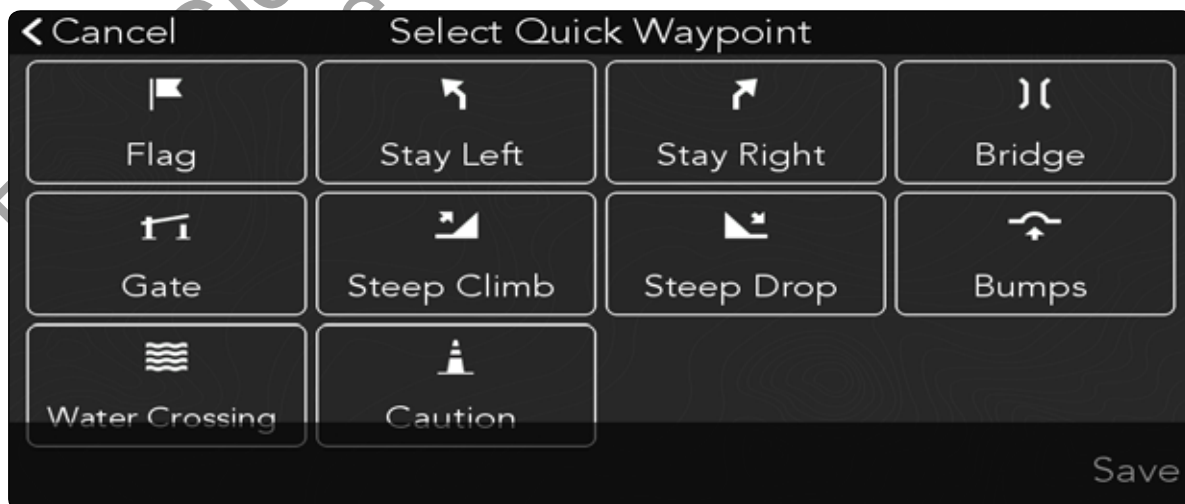 Cancel Select Quick Waypoint
Flag Stay Left Stay Right Bridge
Gate Steep Climb Steep Drop Bumps
Water Crossing Caution
Save